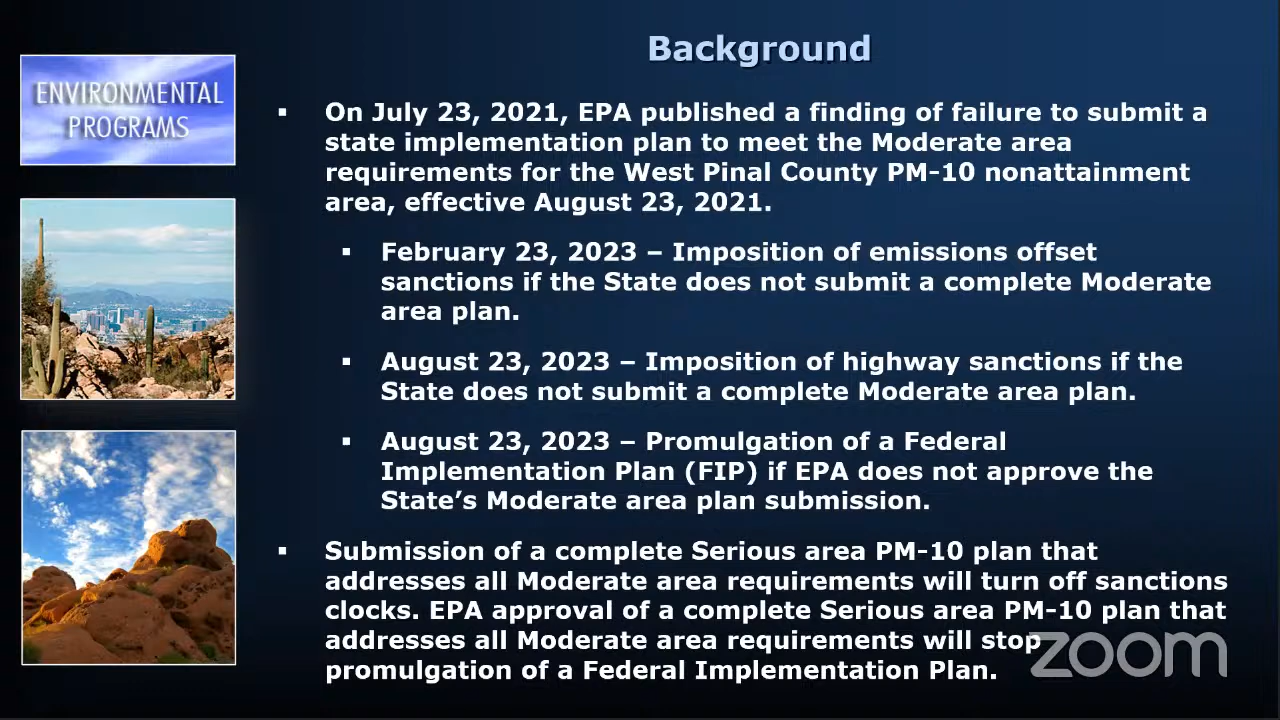 Background
ENVIRONMENTAL
PROGRAMS
▪ On July 23, 2021, EPA published a finding of failure to submit a
state implementation plan to meet the Moderate area
requirements for the West Pinal County PM-10 nonattainment
area, effective August 23, 2021.
▪ February 23, 2023 – Imposition of emissions offset
sanctions if the State does not submit a complete Moderate
area plan.
▪ August 23, 2023 – Imposition of highway sanctions if the
State does not submit a complete Moderate area plan.
▪ August 23, 2023 – Promulgation of a Federal
Implementation Plan (FIP) if EPA does not approve the
State’s Moderate area plan submission.
▪ Submission of a complete Serious area PM-10 plan that
addresses all Moderate area requirements will turn off sanctions
clocks. EPA approval of a complete Serious area PM-10 plan that
addresses all Moderate area requirements will stop
promulgation of a Federal Implementation Plan.
zoom